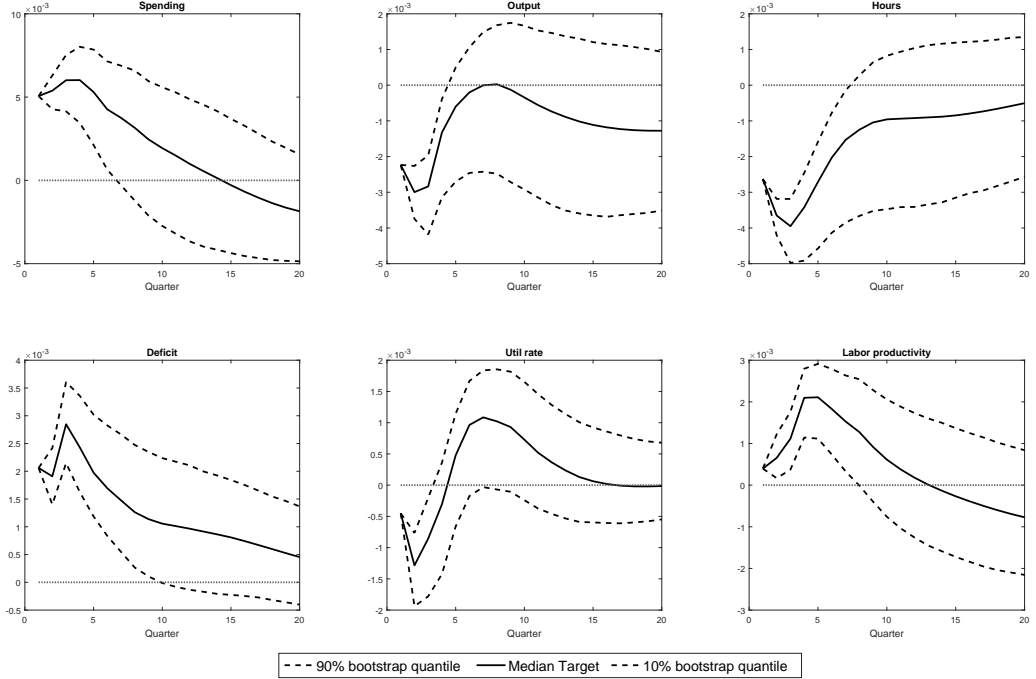 Spending
×10⁻³
10
5
0
-5
0 5 10 15 20
Quarter
Output
×10⁻³
2
1
0
-1
-2
-3
-4
-5
0 5 10 15 20
Quarter
Hours
×10⁻³
2
1
0
-1
-2
-3
-4
-5
0 5 10 15 20
Quarter
Deficit
×10⁻³
4
3.5
3
2.5
2
1.5
1
0.5
0
-0.5
0 5 10 15 20
Quarter
Util rate
×10⁻³
2
1.5
1
0.5
0
-0.5
-1
-1.5
-2
0 5 10 15 20
Quarter
Labor productivity
×10⁻³
3
2
1
0
-1
-2
-3
0 5 10 15 20
Quarter
90% bootstrap quantile Median Target 10% bootstrap quantile